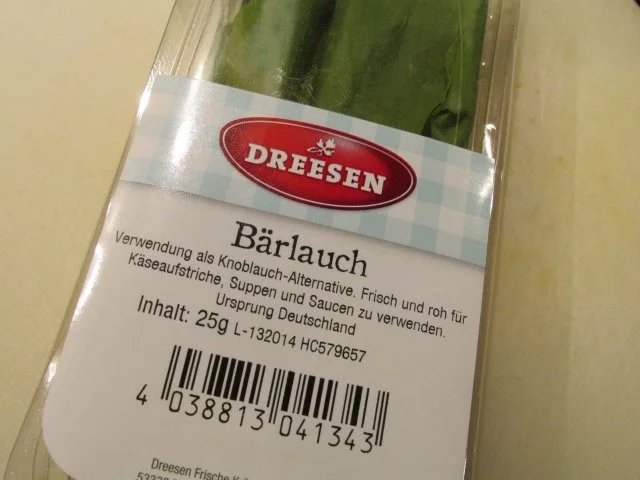 DREESEN
Bärlauch
Verwendung als Knoblauch-Alternative. Frisch und roh für
Käseaufstriche, Suppen und Saucen zu verwenden.
Ursprung Deutschland
Inhalt: 25g L-132014 HC579657
4 038813 041343
Dreesen Frische